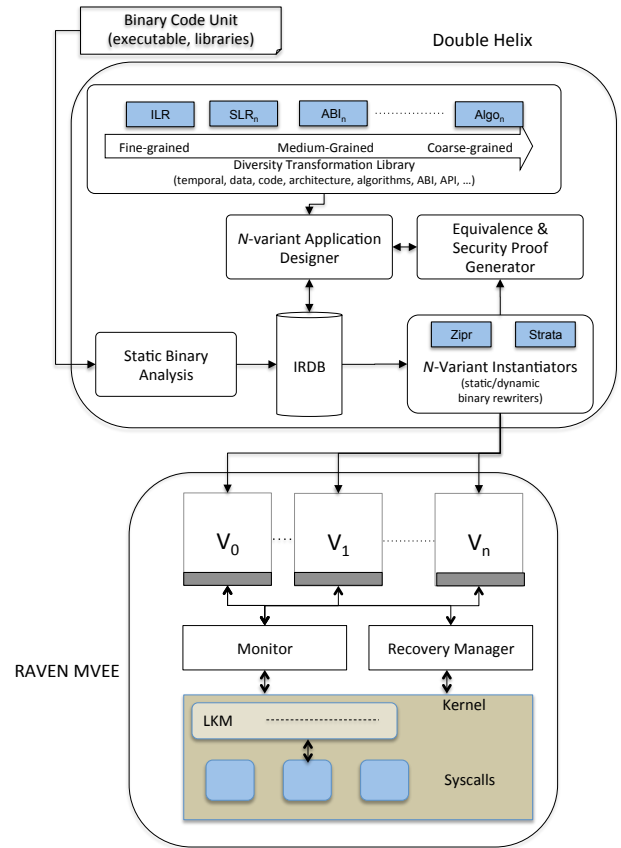 Binary Code Unit
(executable, libraries)
Double Helix
ILR
SLRn
ABIn
Algon
Fine-grained
Medium-Grained
Coarse-grained
Diversity Transformation Library
(temporal, data, code, architecture, algorithms, ABI, API, ...)
N-variant Application
Designer
Equivalence &
Security Proof
Generator
Static Binary
Analysis
IRDB
Zipr
Strata
N-Variant Instantiators
(static/dynamic
binary rewriters)
V0
V1
Vn
Monitor
Recovery Manager
RAVEN MVEE
Kernel
LKM
Syscalls